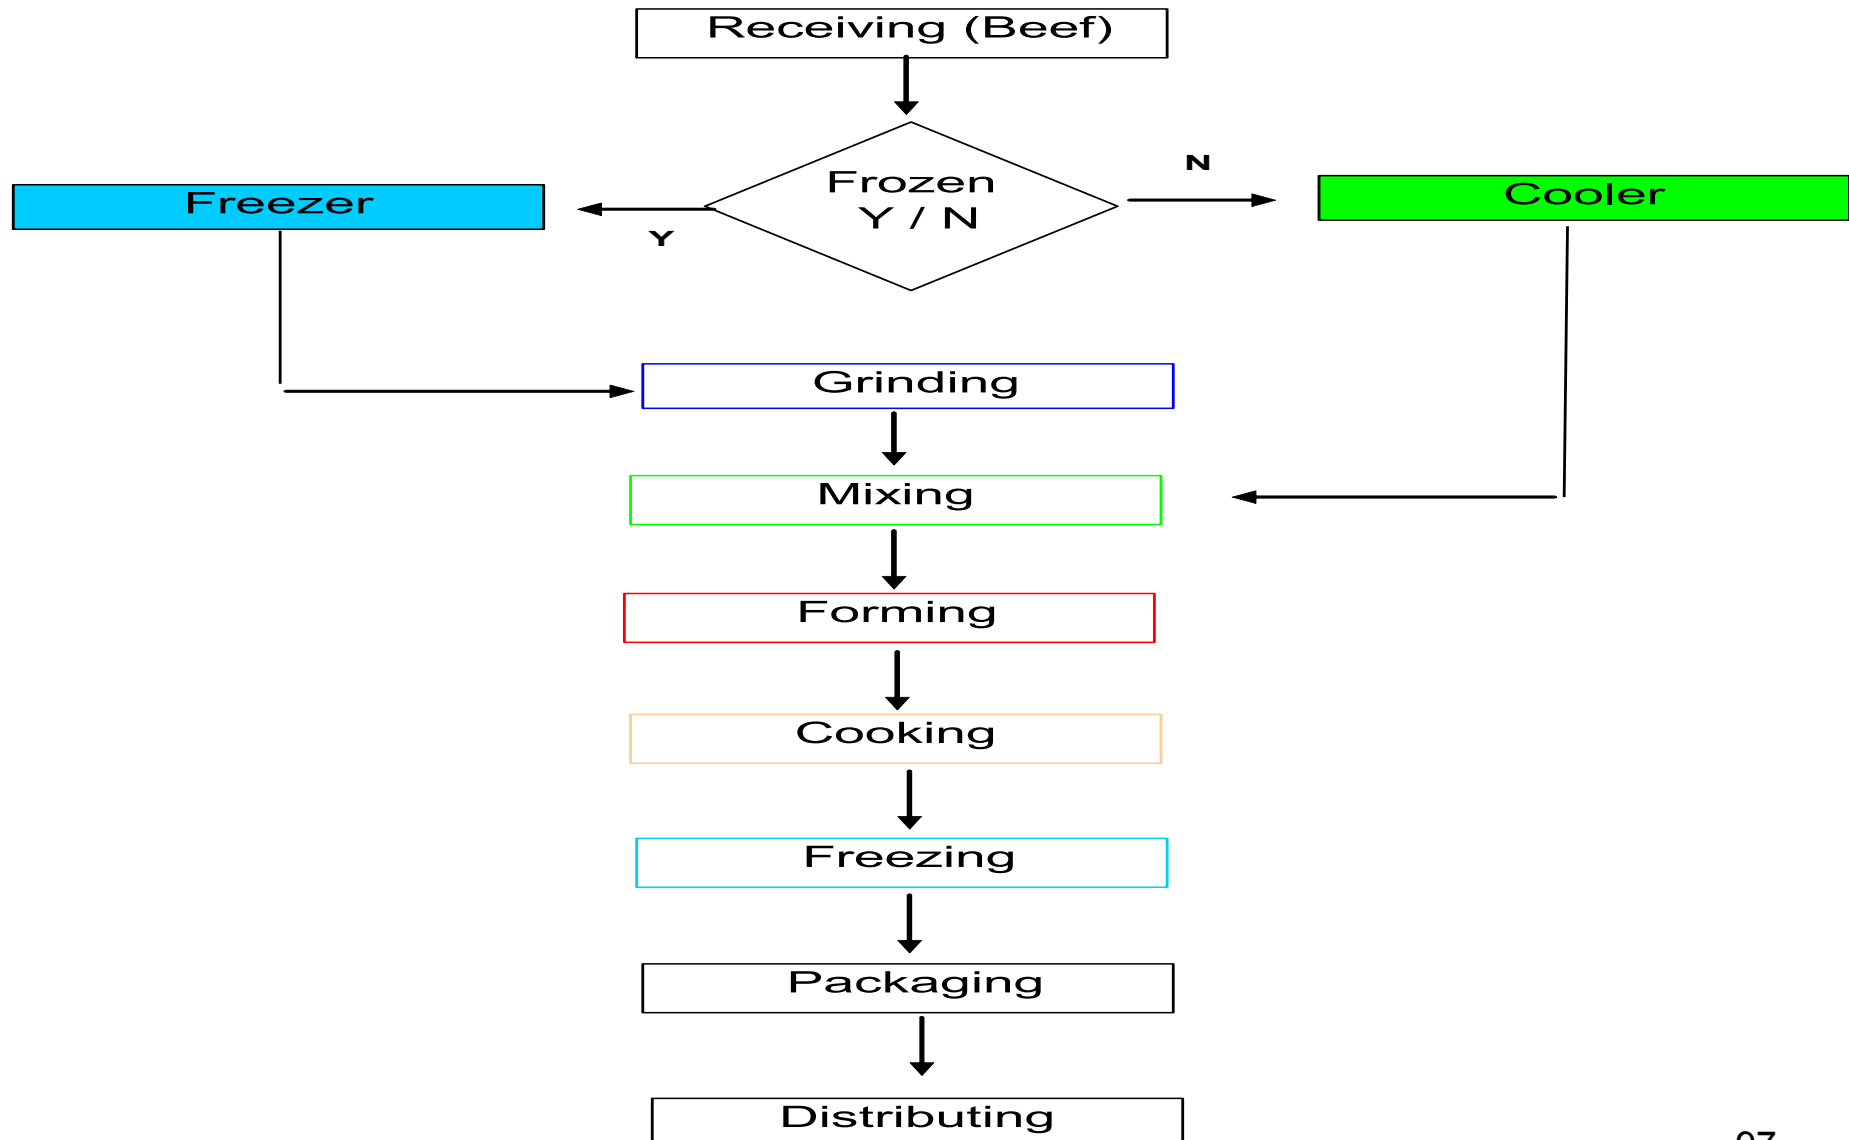 Receiving (Beef)
Frozen
Y / N
N
Y
Freezer
Cooler
Grinding
Mixing
Forming
Cooking
Freezing
Packaging
Distributing